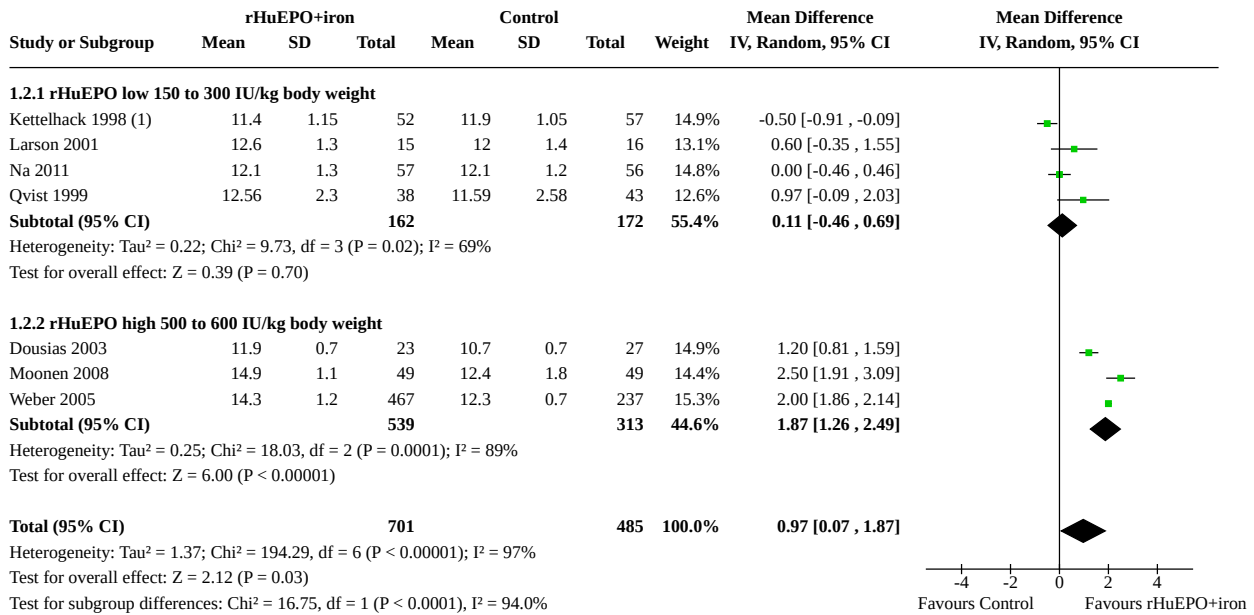 rHuEPO+iron Control Mean Difference Mean Difference
Study or Subgroup Mean SD Total Mean SD Total Weight IV, Random, 95% CI IV, Random, 95% CI
1.2.1 rHuEPO low 150 to 300 IU/kg body weight
Kettelhack 1998 (1) 11.4 1.15 52 11.9 1.05 57 14.9% -0.50 [-0.91 , -0.09]
Larson 2001 12.6 1.3 15 12 1.4 16 13.1% 0.60 [-0.35 , 1.55]
Na 2011 12.1 1.3 57 12.1 1.2 56 14.8% 0.00 [-0.46 , 0.46]
Qvist 1999 12.56 2.3 38 11.59 2.58 43 12.6% 0.97 [-0.09 , 2.03]
Subtotal (95% CI) 162 172 55.4% 0.11 [-0.46 , 0.69]
Heterogeneity: Tau² = 0.22; Chi² = 9.73, df = 3 (P = 0.02); I² = 69%
Test for overall effect: Z = 0.39 (P = 0.70)
1.2.2 rHuEPO high 500 to 600 IU/kg body weight
Dousias 2003 11.9 0.7 23 10.7 0.7 27 14.9% 1.20 [0.81 , 1.59]
Moonen 2008 14.9 1.1 49 12.4 1.8 49 14.4% 2.50 [1.91 , 3.09]
Weber 2005 14.3 1.2 467 12.3 0.7 237 15.3% 2.00 [1.86 , 2.14]
Subtotal (95% CI) 539 313 44.6% 1.87 [1.26 , 2.49]
Heterogeneity: Tau² = 0.25; Chi² = 18.03, df = 2 (P = 0.0001); I² = 89%
Test for overall effect: Z = 6.00 (P < 0.00001)
Total (95% CI) 701 485 100.0% 0.97 [0.07 , 1.87]
Heterogeneity: Tau² = 1.37; Chi² = 194.29, df = 6 (P < 0.00001); I² = 97%
Test for overall effect: Z = 2.12 (P = 0.03)
-4 -2 0 2 4
Test for subgroup differences: Chi² = 16.75, df = 1 (P < 0.0001), I² = 94.0% Favours Control Favours rHuEPO+iron